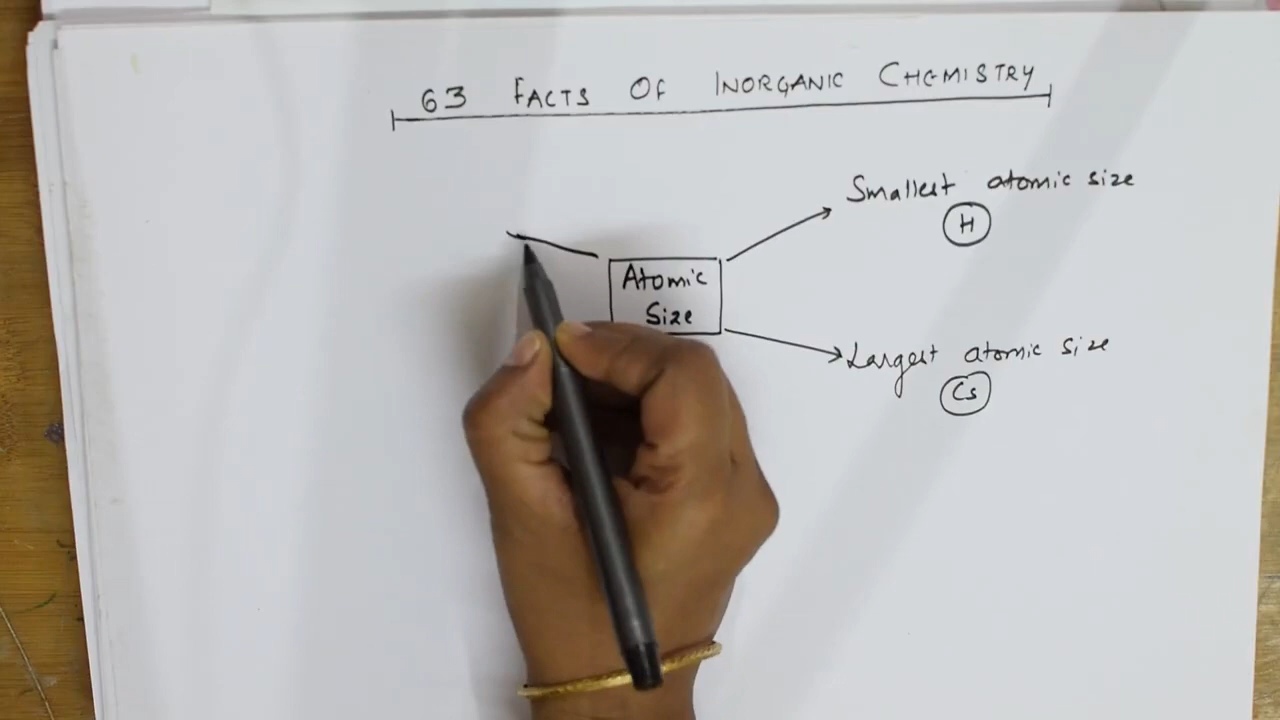 63 FACTS OF INORGANIC CHEMISTRY
Smallest atomic size
H
Atomic
Size
Largest atomic size
Cs